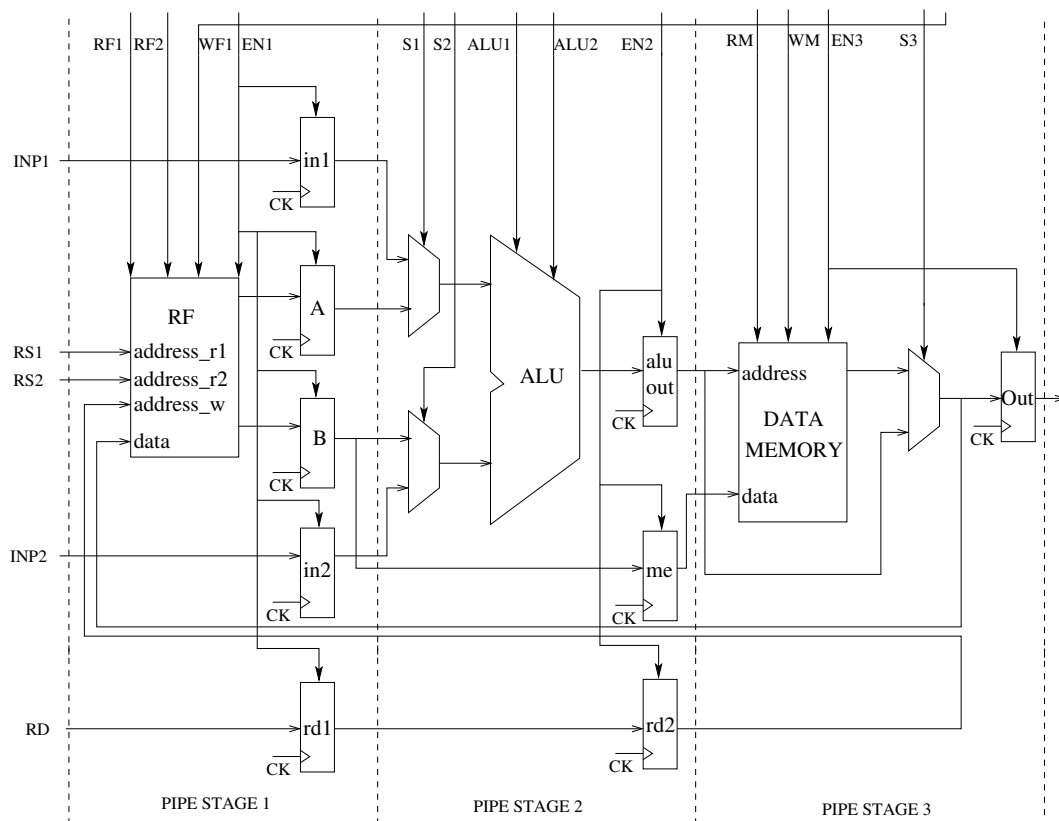 RF1 RF2 WF1 EN1 S1 S2 ALU1 ALU2 EN2 RM WM EN3 S3
INP1
in1
CK
RF
A
CK
RS1
address_r1
RS2
address_r2
address_w
data
B
CK
ALU
alu
out
CK
address
DATA
MEMORY
data
Out
CK
INP2
in2
CK
me
CK
RD
rd1
CK
rd2
CK
PIPE STAGE 1
PIPE STAGE 2
PIPE STAGE 3